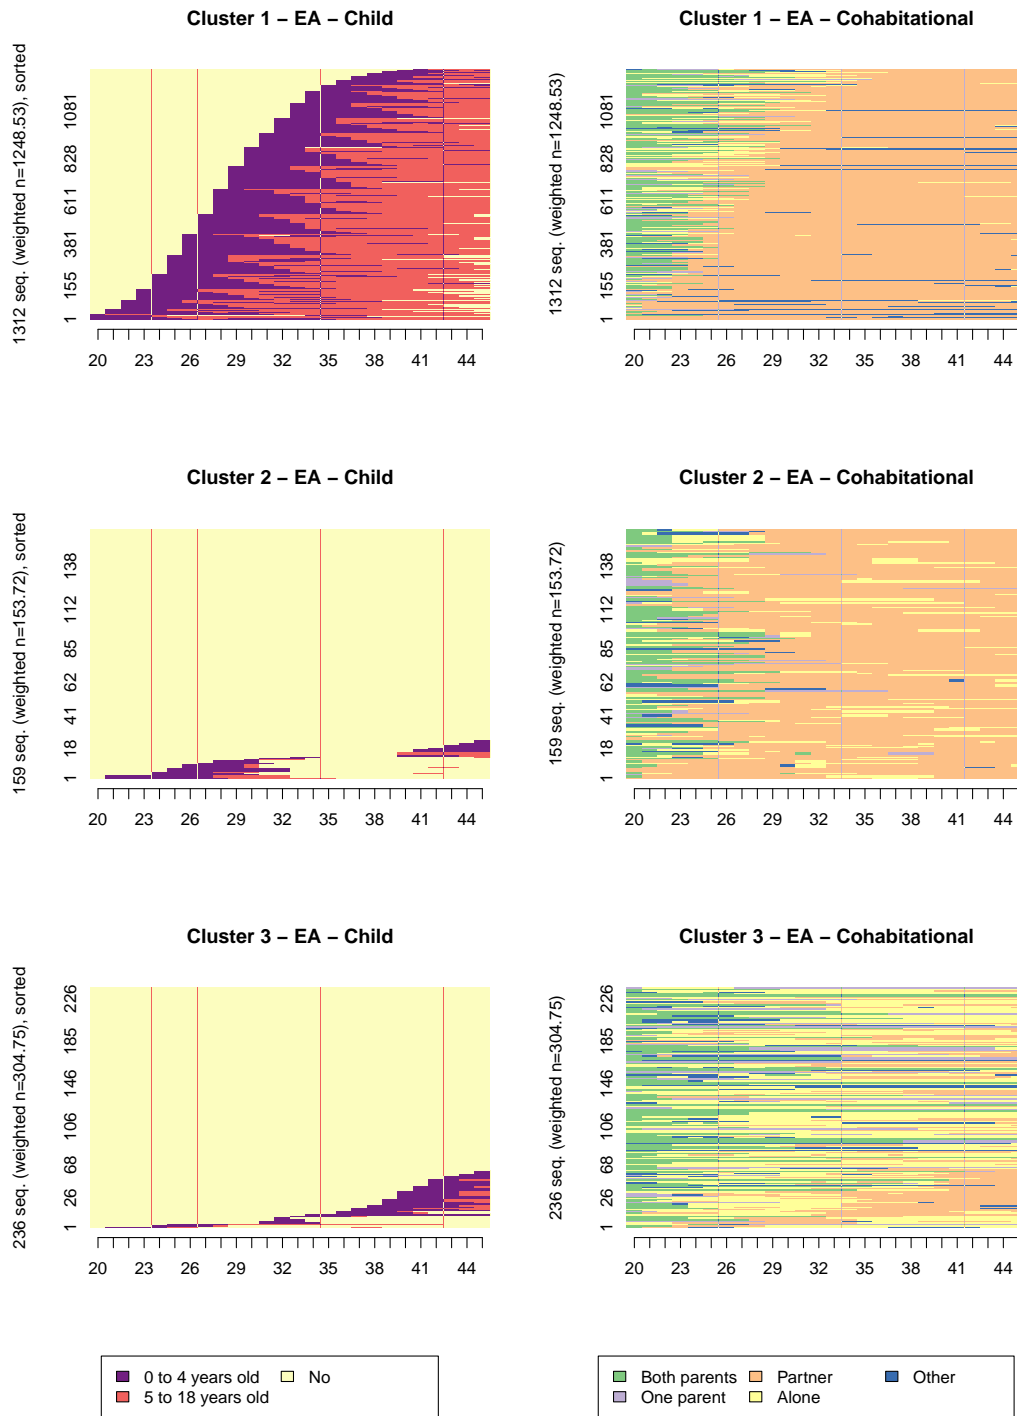 Cluster 1 – EA – Child
Cluster 1 – EA – Cohabitational
1312 seq. (weighted n=1248.53), sorted
1 155 381 611 828 1081
20 23 26 29 32 35 38 41 44
1312 seq. (weighted n=1248.53)
1 155 381 611 828 1081
20 23 26 29 32 35 38 41 44
Cluster 2 – EA – Child
Cluster 2 – EA – Cohabitational
159 seq. (weighted n=153.72), sorted
1 18 41 62 85 112 138
20 23 26 29 32 35 38 41 44
159 seq. (weighted n=153.72)
1 18 41 62 85 112 138
20 23 26 29 32 35 38 41 44
Cluster 3 – EA – Child
Cluster 3 – EA – Cohabitational
236 seq. (weighted n=304.75), sorted
1 26 68 106 146 185 226
20 23 26 29 32 35 38 41 44
236 seq. (weighted n=304.75)
1 26 68 106 146 185 226
20 23 26 29 32 35 38 41 44
0 to 4 years old No
5 to 18 years old
Both parents Partner Other
One parent Alone